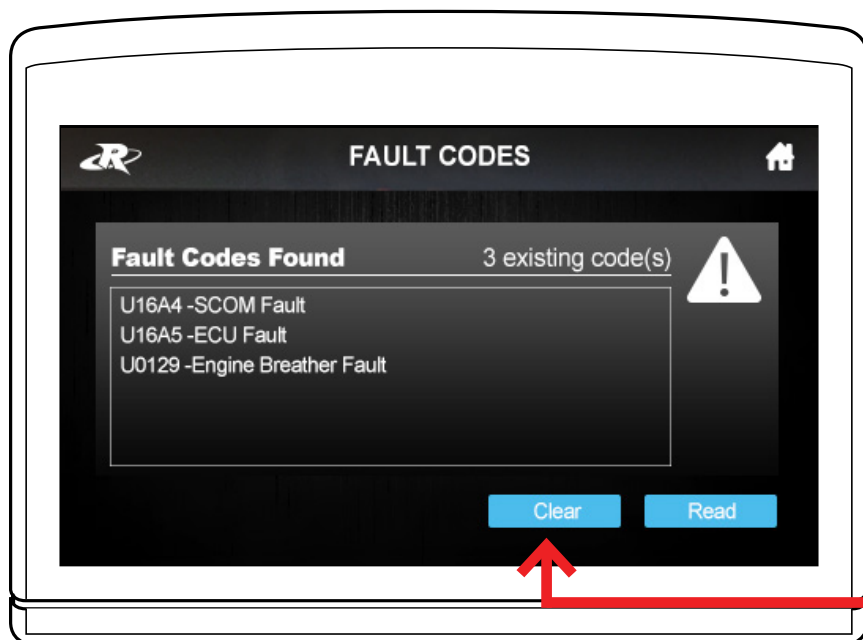 R
FAULT CODES
Fault Codes Found 3 existing code(s)
U16A4 -SCOM Fault
U16A5 -ECU Fault
U0129 -Engine Breather Fault
Clear Read